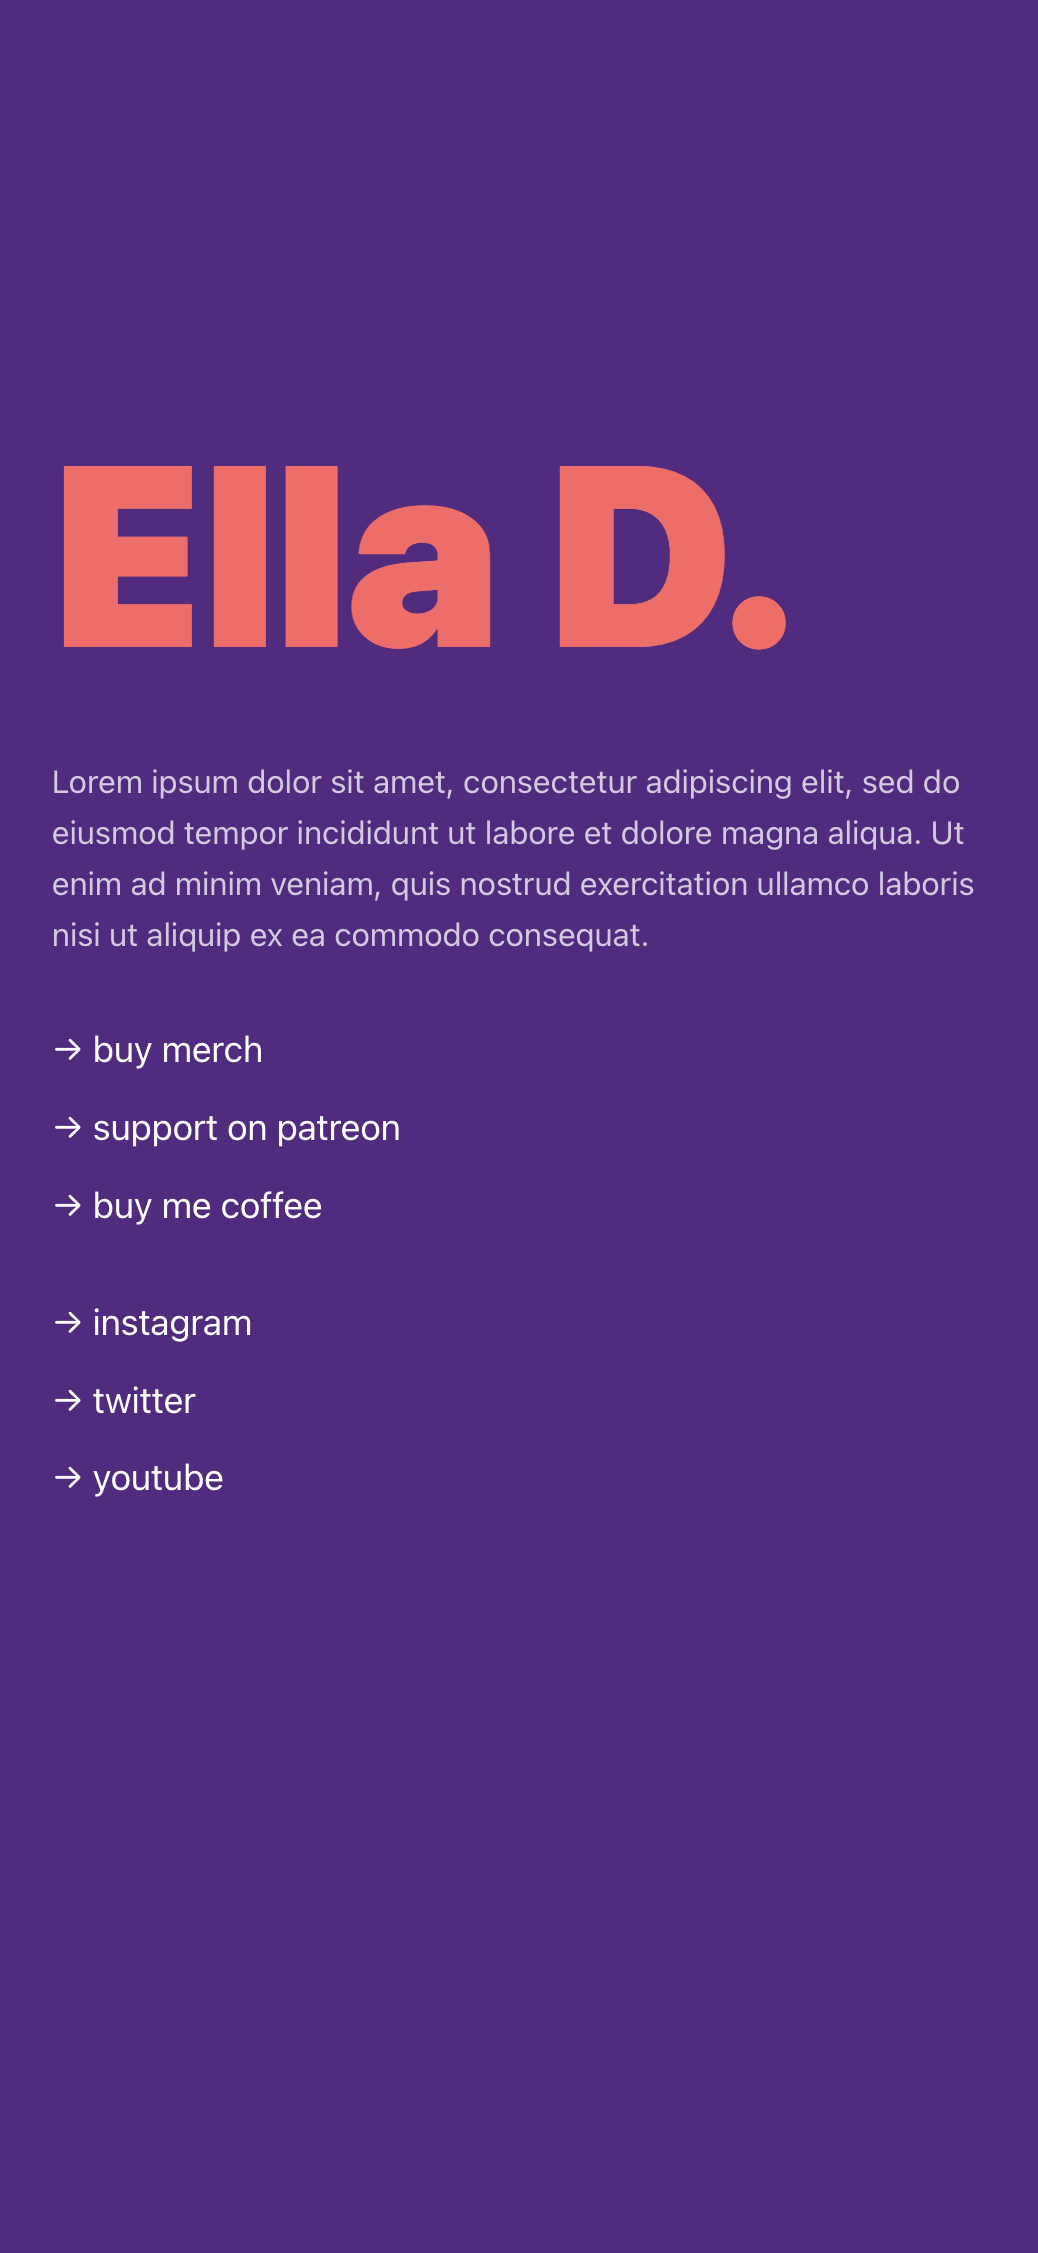 Ella D.
Lorem ipsum dolor sit amet, consectetur adipiscing elit, sed do
eiusmod tempor incididunt ut labore et dolore magna aliqua. Ut
enim ad minim veniam, quis nostrud exercitation ullamco laboris
nisi ut aliquip ex ea commodo consequat.
→ buy merch
→ support on patreon
→ buy me coffee
→ instagram
→ twitter
→ youtube